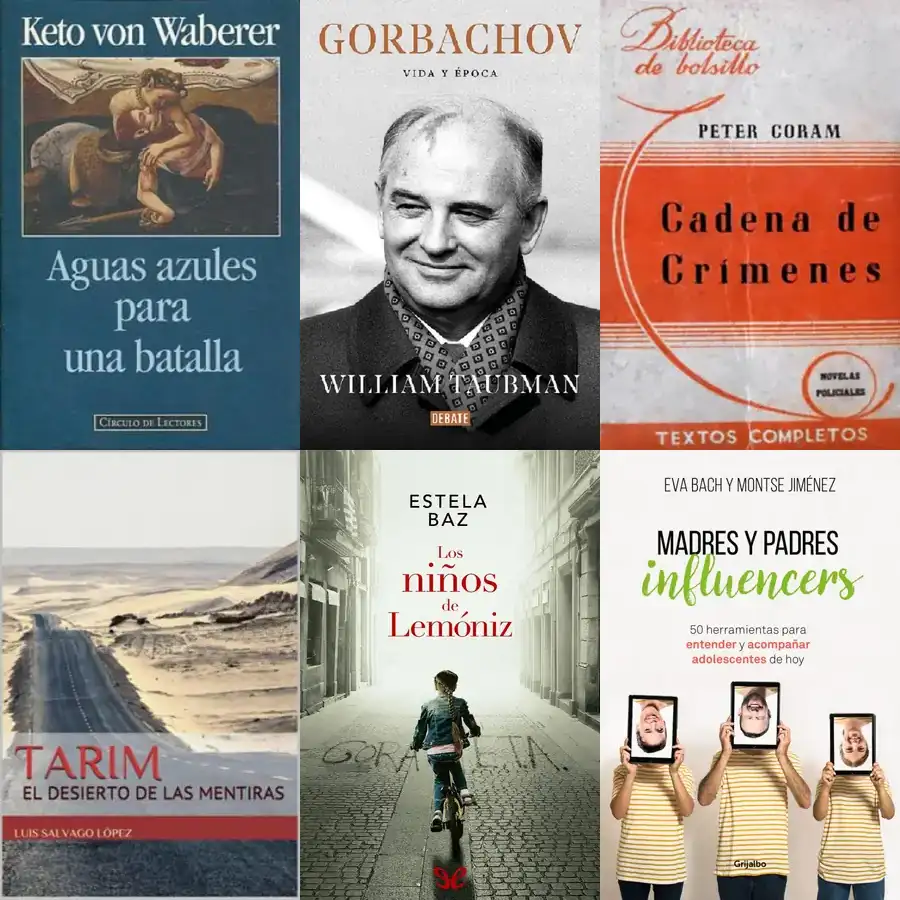 Keto von Waberer
Aguas azules
para
una batalla
CÍRCULO DE LECTORES
GORBACHOV
VIDA Y ÉPOCA
WILLIAM TAUBMAN
DEBATE
Biblioteca
de bolsillo
PETER CORAM
Cadena de
Crímenes
NOVELAS
POLICIALES
TEXTOS COMPLETOS
TARIM
EL DESIERTO DE LAS MENTIRAS
LUIS SALVAGO LÓPEZ
ESTELA
BAZ
Los
niños
de
Lemóniz
GORA ETA
EVA BACH Y MONTSE JIMÉNEZ
MADRES Y PADRES
influencers
50 herramientas para
entender y acompañar
adolescentes de hoy
Grijalbo